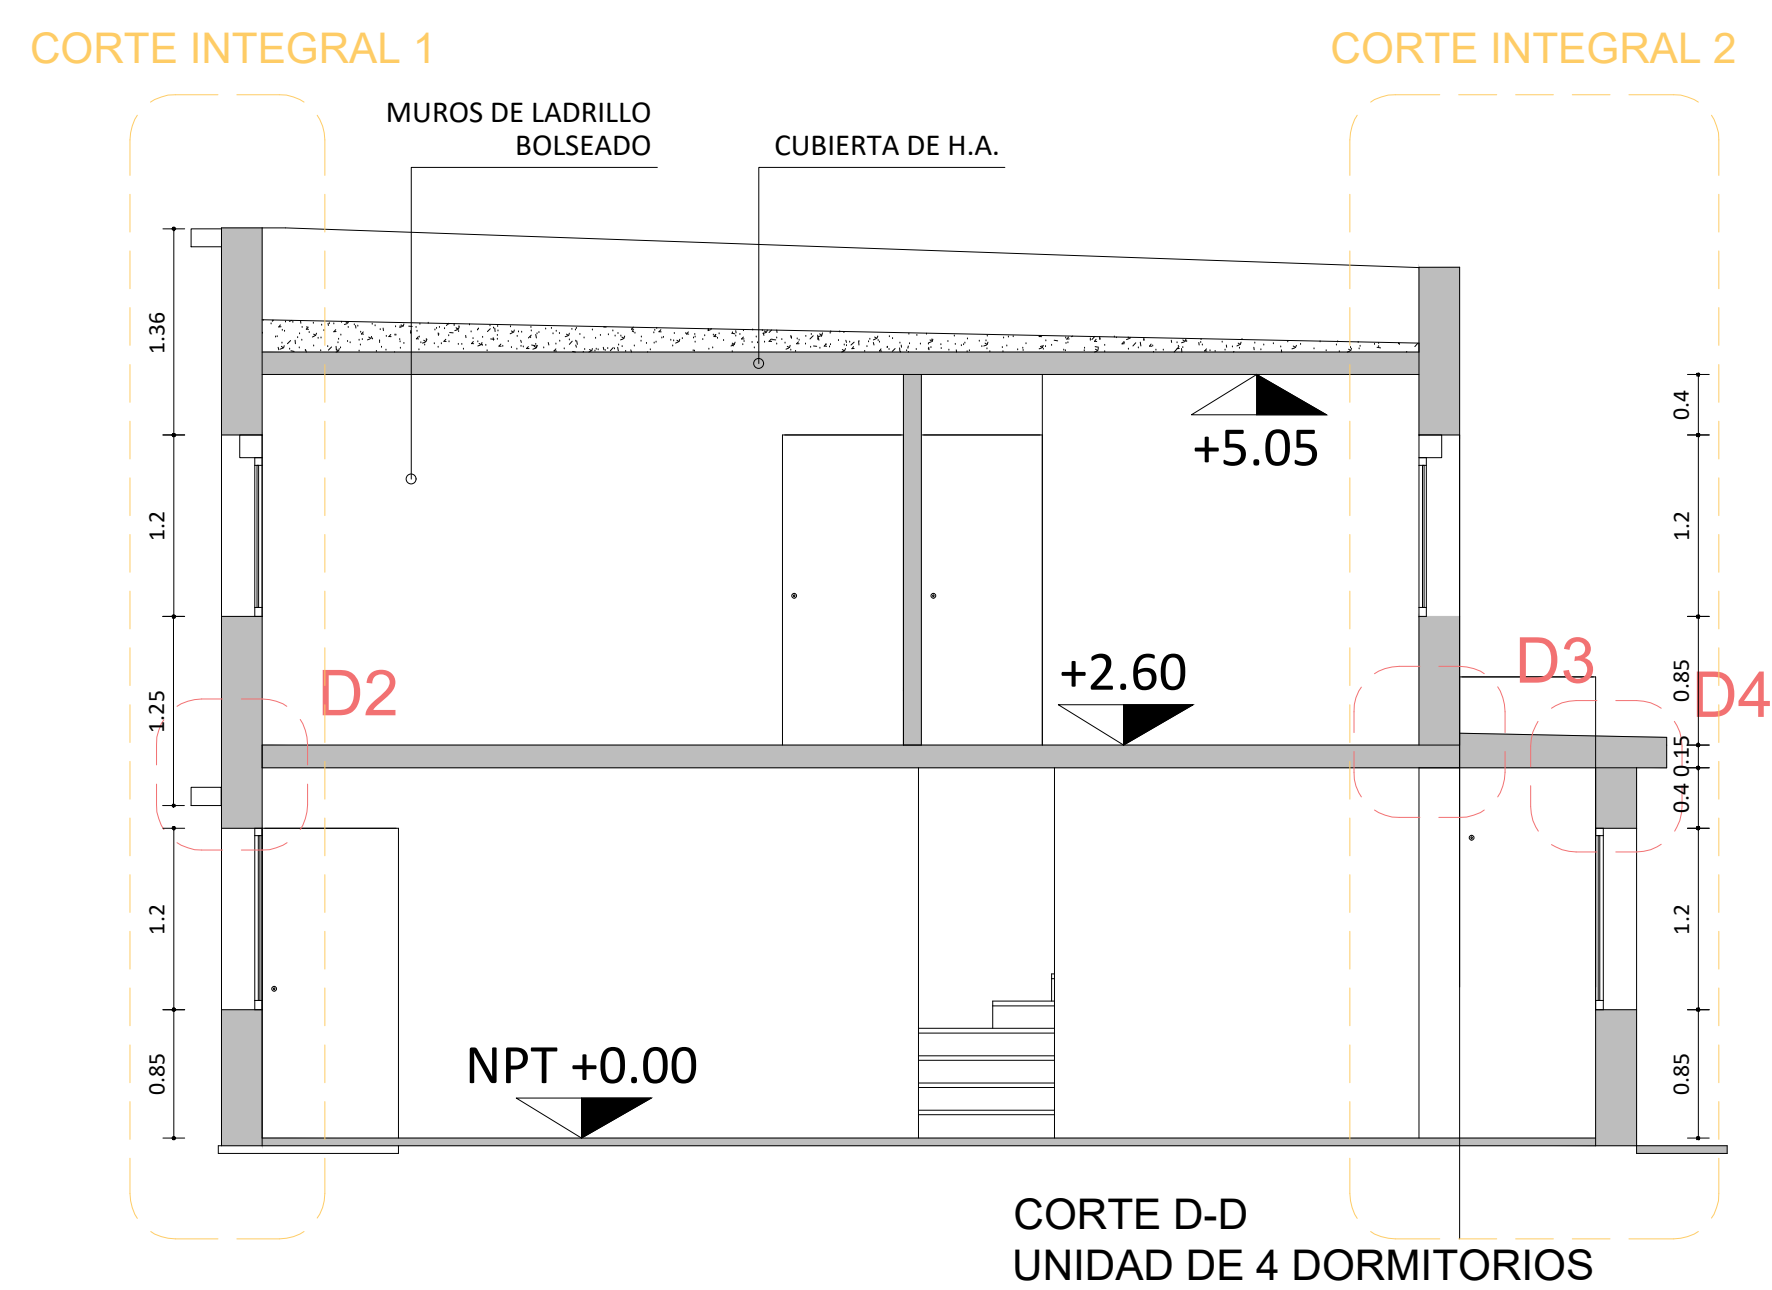 CORTE INTEGRAL 1
CORTE INTEGRAL 2
MUROS DE LADRILLO
BOLSEADO
CUBIERTA DE H.A.
1.36
1.2
1.25
1.2
0.85
+5.05
+2.60
NPT +0.00
D2
D3
D4
0.4
1.2
0.85
0.15
0.4
1.2
0.85
CORTE D-D
UNIDAD DE 4 DORMITORIOS